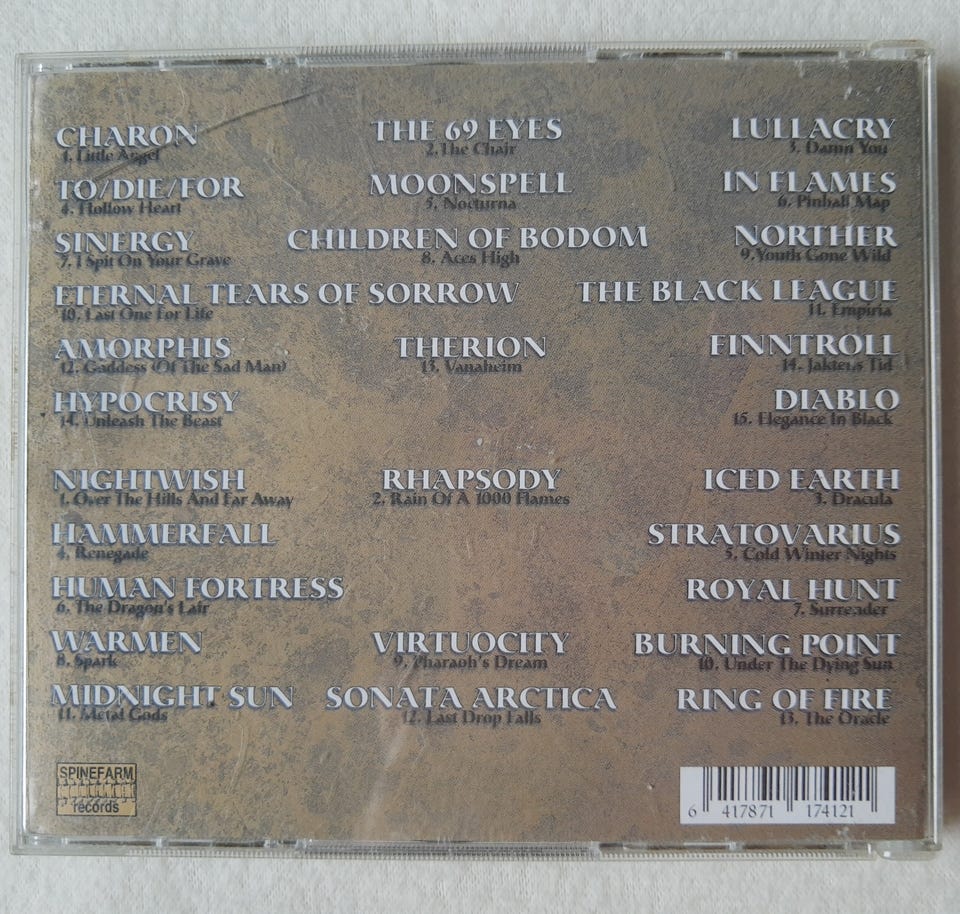 CHARON THE 69 EYES LULLACRY
1. Little Angel 2.The Chair 3. Damn You
TO/DIE/FOR MOONSPELL IN FLAMES
4. Hollow Heart 5. Nocturna 6. Pinball Map
SINERGY CHILDREN OF BODOM NORTHER
7. I Spit On Your Grave 8. Aces High 9.Youth Gone Wild
ETERNAL TEARS OF SORROW THE BLACK LEAGUE
10. Last One For Life 11. Empiria
AMORPHIS THERION FINNTROLL
12. Goddess (Of The Sad Man) 13. Vanaheim 14. Jaktens Tid
HYPOCRISY DIABLO
14. Unleash The Beast 15. Elegance In Black
NIGHTWISH RHAPSODY ICED EARTH
1. Over The Hills And Far Away 2. Rain Of A 1000 Flames 3. Dracula
HAMMERFALL STRATOVARIUS
4. Renegade 5. Cold Winter Nights
HUMAN FORTRESS ROYAL HUNT
6. The Dragon's Lair 7. Surrender
WARMEN VIRTUOCITY BURNING POINT
8. Spark 9. Pharaoh's Dream 10. Under The Dying Sun
MIDNIGHT SUN SONATA ARCTICA RING OF FIRE
11. Metal Gods 12. Last Drop Falls 13. The Oracle
SPINEFARM
records
6 417871 174121